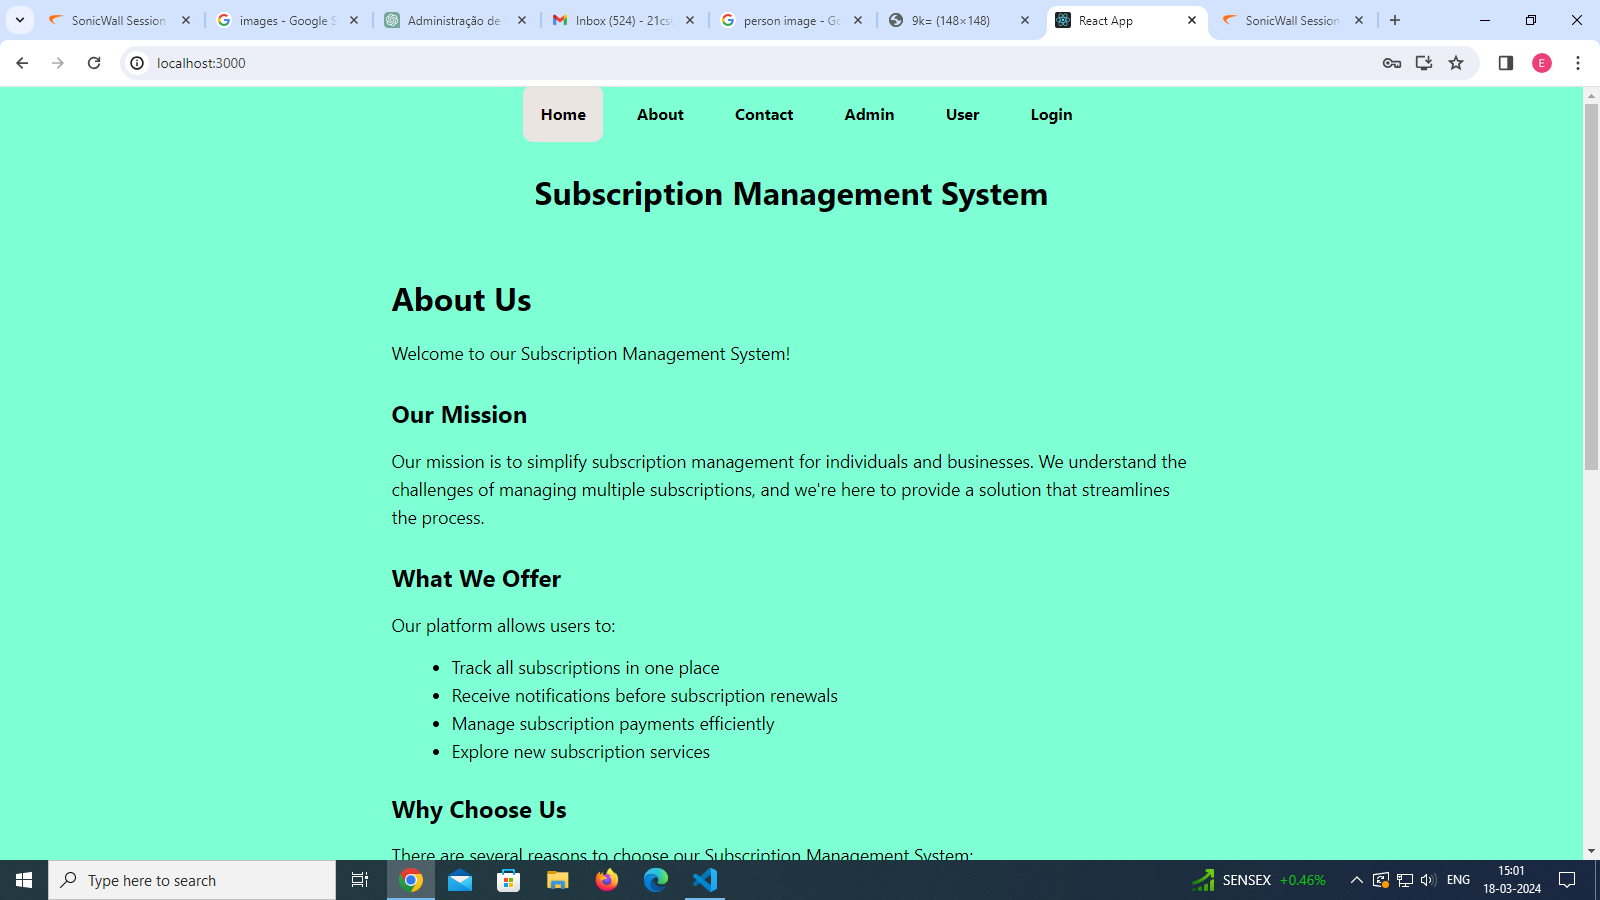 SonicWall Session
images - Google S
Administração de
Inbox (524) - 21cs
person image - Go
9k= (148×148)
React App
SonicWall Session
localhost:3000
E
Home About Contact Admin User Login
Subscription Management System
About Us
Welcome to our Subscription Management System!
Our Mission
Our mission is to simplify subscription management for individuals and businesses. We understand the
challenges of managing multiple subscriptions, and we're here to provide a solution that streamlines
the process.
What We Offer
Our platform allows users to:
• Track all subscriptions in one place
• Receive notifications before subscription renewals
• Manage subscription payments efficiently
• Explore new subscription services
Why Choose Us
There are several reasons to choose our Subscription Management System:
Type here to search
SENSEX +0.46%
ENG
15:01
18-03-2024